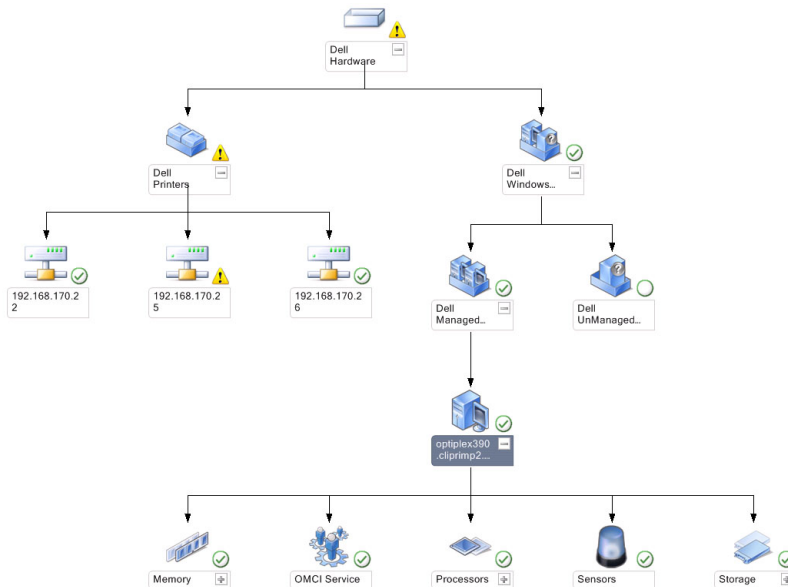 Dell
Hardware
Dell
Printers
Dell
Windows...
192.168.170.2
2
192.168.170.2
5
192.168.170.2
6
Dell
Managed...
Dell
UnManaged...
optiplex390
.cliprimp2....
Memory
OMCI Service
Processors
Sensors
Storage